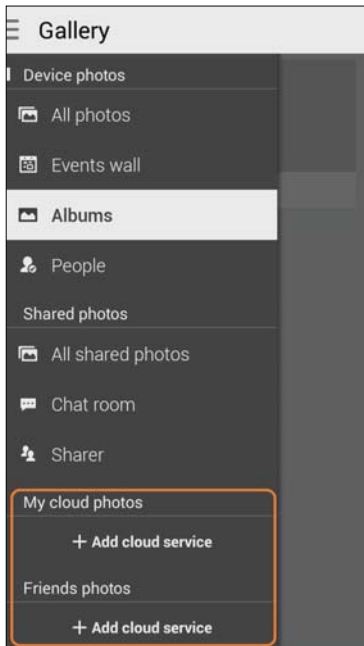 Gallery
Device photos
All photos
Events wall
Albums
People
Shared photos
All shared photos
Chat room
Sharer
My cloud photos
+ Add cloud service
Friends photos
+ Add cloud service